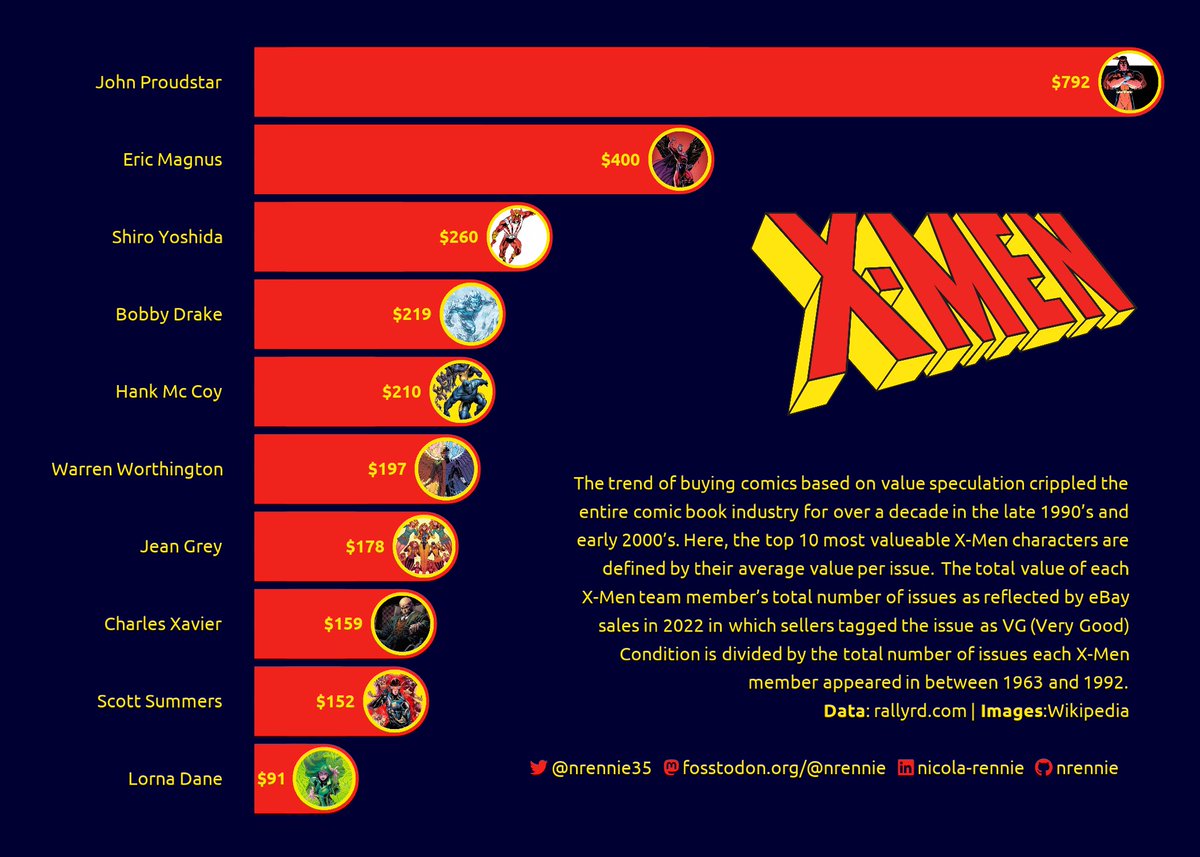 John Proudstar
$792
Eric Magnus
$400
Shiro Yoshida
$260
Bobby Drake
$219
Hank Mc Coy
$210
Warren Worthington
$197
Jean Grey
$178
Charles Xavier
$159
Scott Summers
$152
Lorna Dane
$91
X-MEN
The trend of buying comics based on value speculation crippled the
entire comic book industry for over a decade in the late 1990’s and
early 2000’s. Here, the top 10 most valueable X-Men characters are
defined by their average value per issue. The total value of each
X-Men team member’s total number of issues as reflected by eBay
sales in 2022 in which sellers tagged the issue as VG (Very Good)
Condition is divided by the total number of issues each X-Men
member appeared in between 1963 and 1992.
Data: rallyrd.com | Images:Wikipedia
@nrennie35 fosstodon.org/@nrennie nicola-rennie nrennie